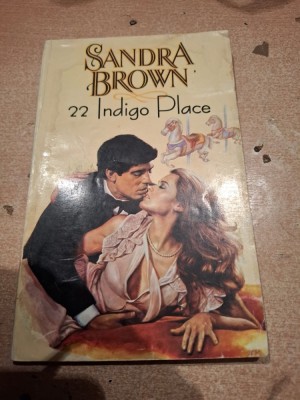 SANDRA
BROWN
22 Indigo Place